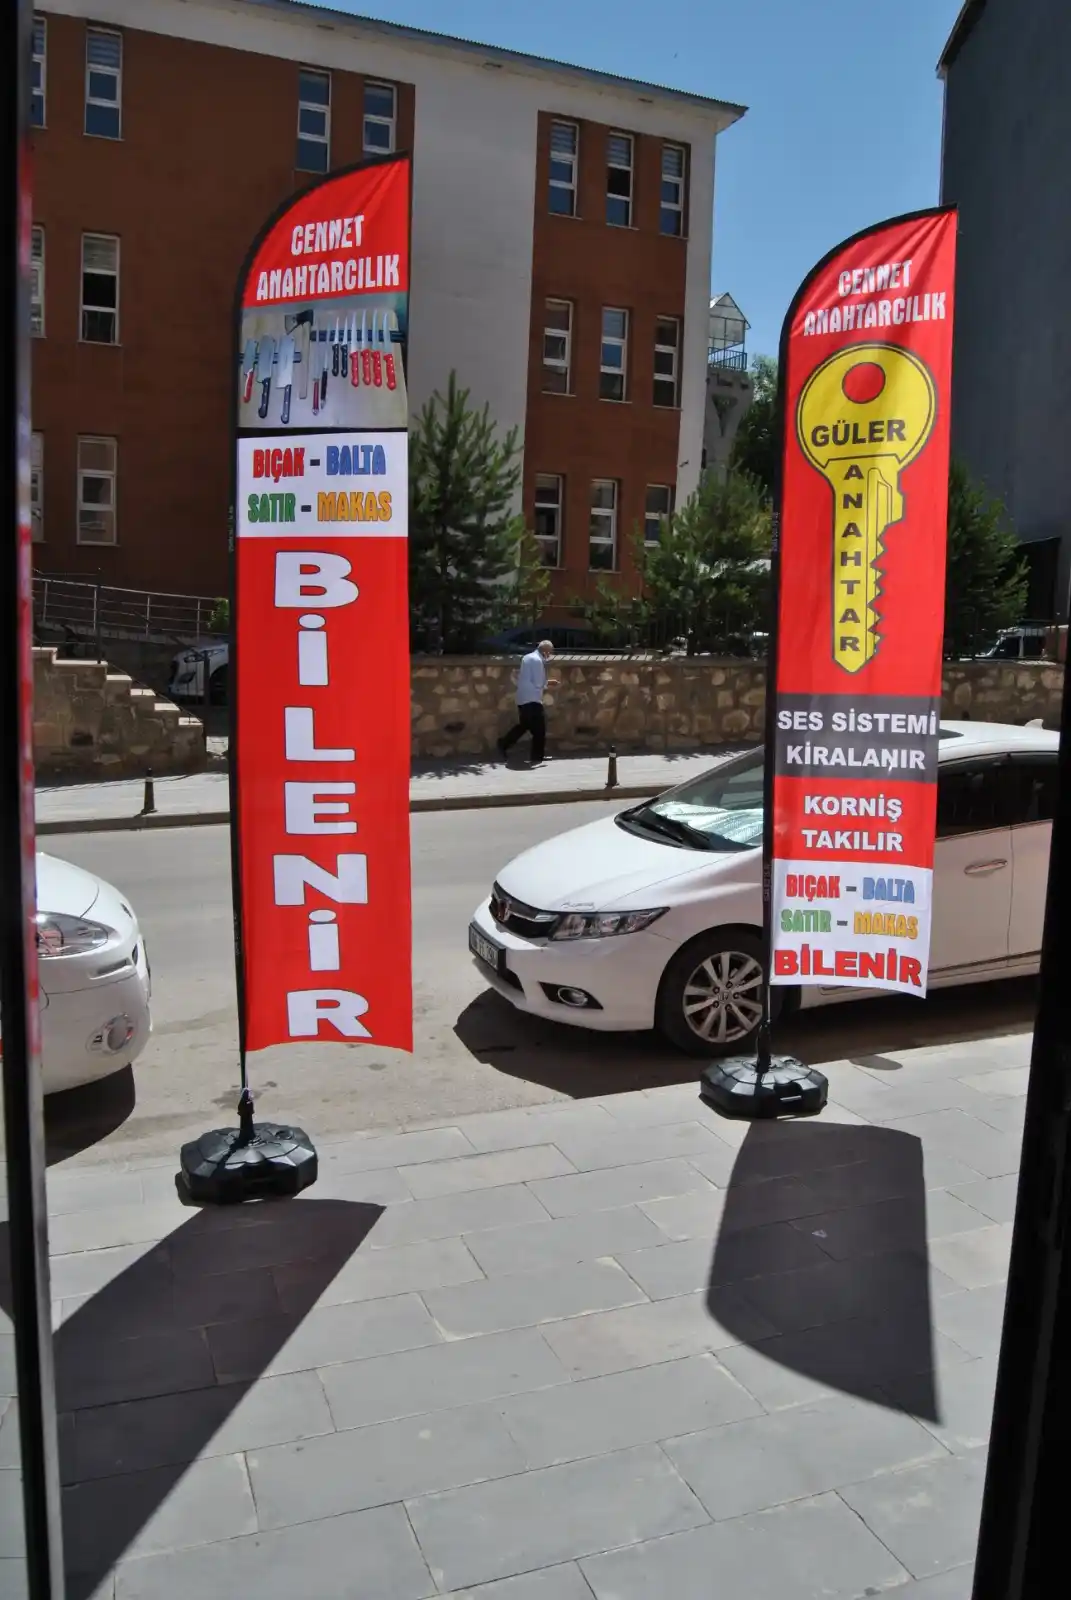 CENNET
ANAHTARCILIK
BIÇAK - BALTA
SATIR - MAKAS
BİLENİR
CENNET
ANAHTARCILIK
GÜLER
ANAHTAR
SES SİSTEMİ
KİRALANIR
KORNİŞ
TAKILIR
BIÇAK - BALTA
SATIR - MAKAS
BİLENİR